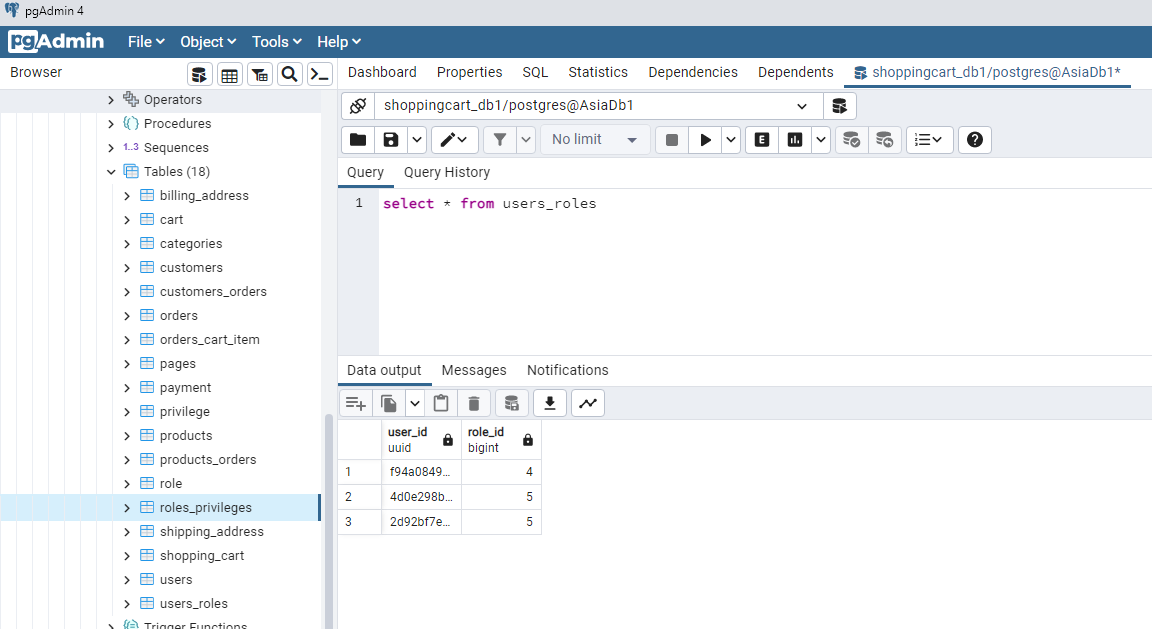 pgAdmin 4
pgAdmin
File
Object
Tools
Help
Browser
Dashboard
Properties
SQL
Statistics
Dependencies
Dependents
shoppingcart_db1/postgres@AsiaDb1*
Operators
Procedures
1..3 Sequences
Tables (18)
billing_address
cart
categories
customers
customers_orders
orders
orders_cart_item
pages
payment
privilege
products
products_orders
role
roles_privileges
shipping_address
shopping_cart
users
users_roles
Trigger Functions
shoppingcart_db1/postgres@AsiaDb1
No limit
E
Query
Query History
1 select * from users_roles
Data output
Messages
Notifications
user_id
uuid
role_id
bigint
1 f94a0849... 4
2 4d0e298b... 5
3 2d92bf7e... 5